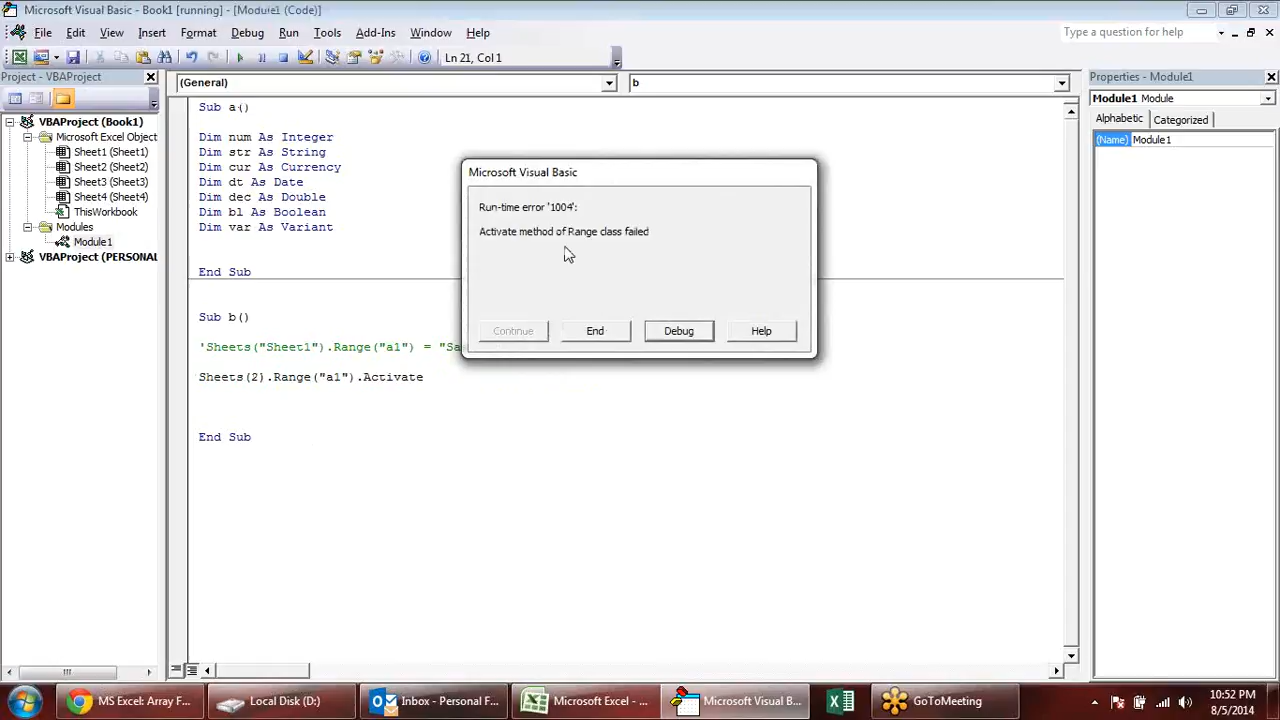 Microsoft Visual Basic - Book1 [running] - [Module1 (Code)]
File Edit View Insert Format Debug Run Tools Add-Ins Window Help
Type a question for help
Ln 21, Col 1
Project - VBAProject
Properties - Module1
(General)
b
Module1 Module
Alphabetic Categorized
(Name) Module1
VBAProject (Book1)
Microsoft Excel Object
Sheet1 (Sheet1)
Sheet2 (Sheet2)
Sheet3 (Sheet3)
Sheet4 (Sheet4)
ThisWorkbook
Modules
Module1
VBAProject (PERSONAL
Sub a()
Dim num As Integer
Dim str As String
Dim cur As Currency
Dim dt As Date
Dim dec As Double
Dim bl As Boolean
Dim var As Variant
End Sub
Sub b()
'Sheets("Sheet1").Range("a1") = "Sa
Sheets(2).Range("a1").Activate
End Sub
Microsoft Visual Basic
Run-time error '1004':
Activate method of Range class failed
Continue End Debug Help
MS Excel Array F...
Local Disk (D:)
Inbox - Personal F...
Microsoft Excel - ...
Microsoft Visual B...
GoToMeeting
10:52 PM
8/5/2014